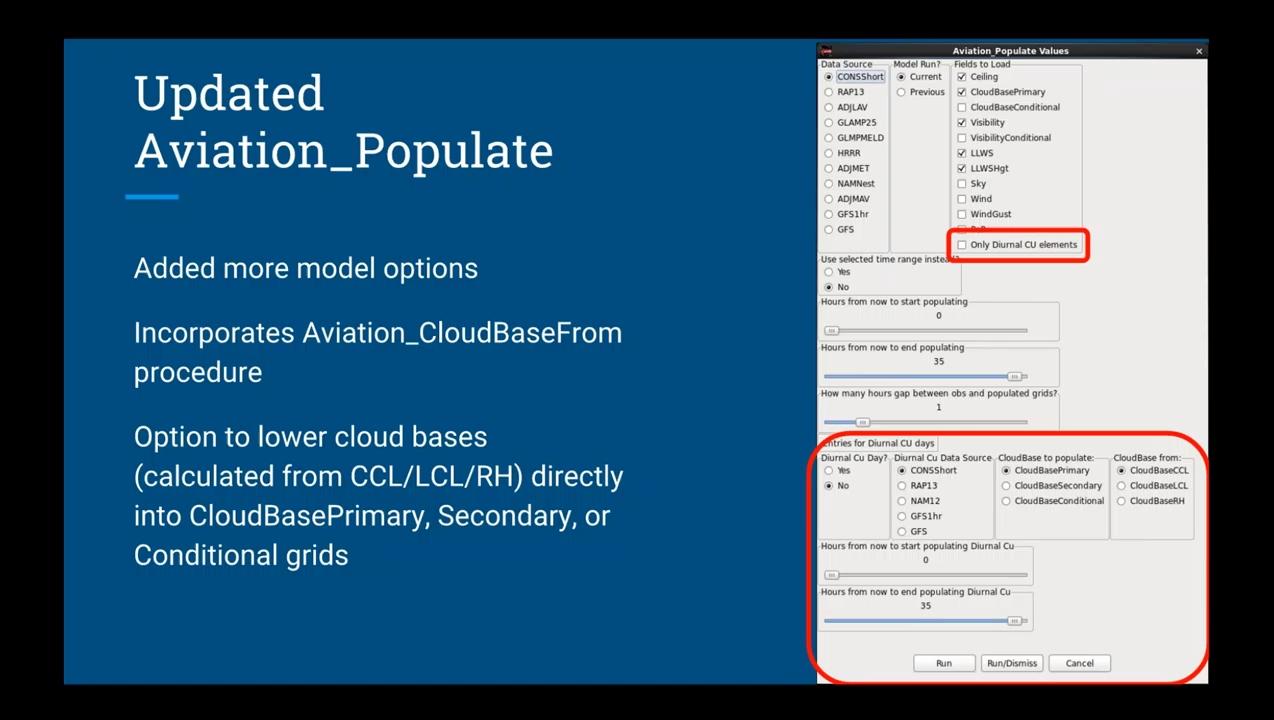 Updated
Aviation_Populate
Added more model options
Incorporates Aviation_CloudBaseFrom
procedure
Option to lower cloud bases
(calculated from CCL/LCL/RH) directly
into CloudBasePrimary, Secondary, or
Conditional grids
Aviation_Populate Values
Data Source
CONSShort
RAP13
ADJLAV
GLAMP25
GLMPMELD
HRRR
ADJMET
NAMNest
ADJMAV
GFS1hr
GFS
Model Run?
Current
Previous
Fields to Load
Ceiling
CloudBasePrimary
CloudBaseConditional
Visibility
VisibilityConditional
LLWS
LLWSHgt
Sky
Wind
WindGust
Only Diurnal CU elements
Use selected time range instead?
Yes
No
Hours from now to start populating
0
Hours from now to end populating
35
How many hours gap between obs and populated grids?
1
Entries for Diurnal CU days
Diurnal Cu Day?
Yes
No
Diurnal Cu Data Source
CONSShort
RAP13
NAM12
GFS1hr
GFS
CloudBase to populate:
CloudBasePrimary
CloudBaseSecondary
CloudBaseConditional
CloudBase from:
CloudBaseCCL
CloudBaseLCL
CloudBaseRH
Hours from now to start populating Diurnal Cu
0
Hours from now to end populating Diurnal Cu
35
Run
Run/Dismiss
Cancel